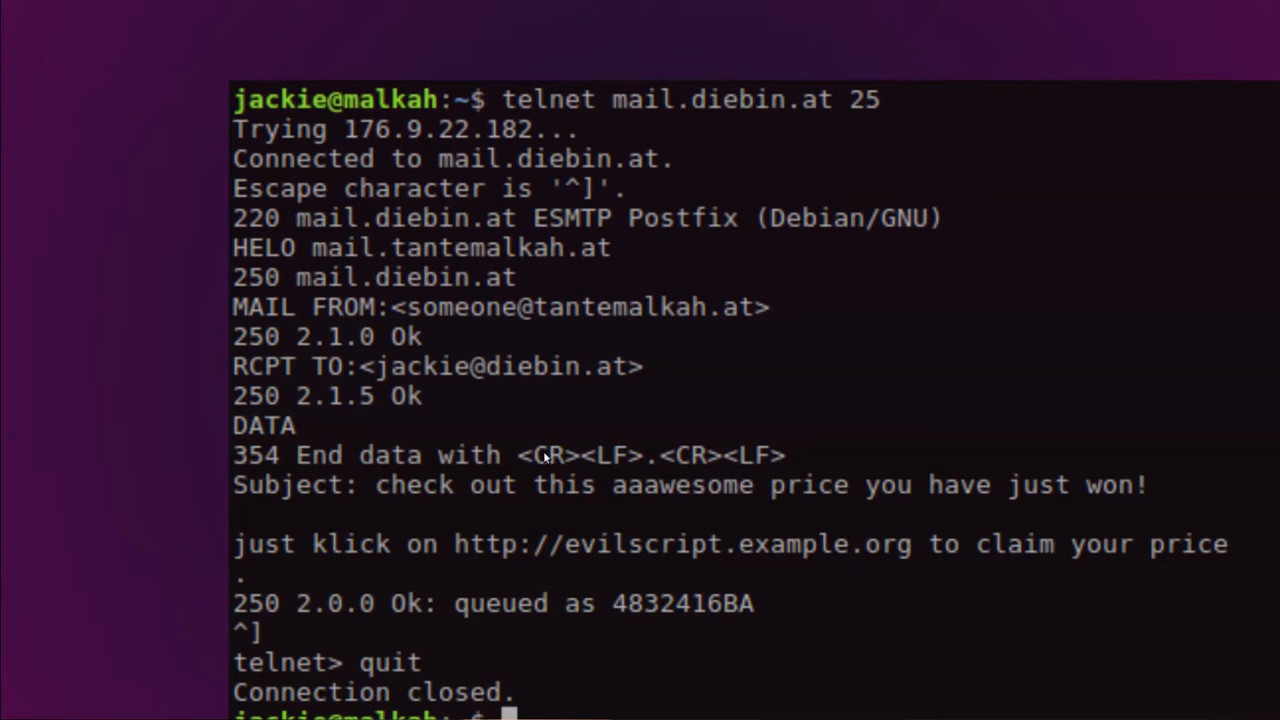 jackie@malkah:~$ telnet mail.diebin.at 25
Trying 176.9.22.182...
Connected to mail.diebin.at.
Escape character is '^]'.
220 mail.diebin.at ESMTP Postfix (Debian/GNU)
HELO mail.tantemalkah.at
250 mail.diebin.at
MAIL FROM:<someone@tantemalkah.at>
250 2.1.0 Ok
RCPT TO:<jackie@diebin.at>
250 2.1.5 Ok
DATA
354 End data with <CR><LF>.<CR><LF>
Subject: check out this aaawesome price you have just won!

just klick on http://evilscript.example.org to claim your price
.
250 2.0.0 Ok: queued as 4832416BA
^]
telnet> quit
Connection closed.
jackie@malkah:~$